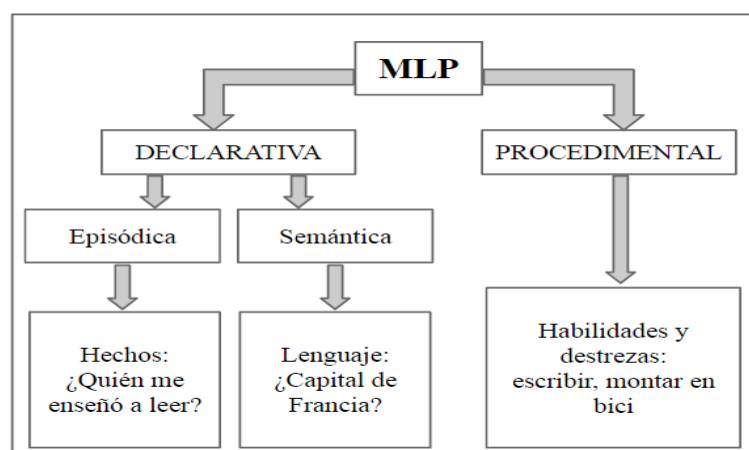 MLP
DECLARATIVA
PROCEDIMENTAL
Episódica
Semántica
Hechos:
¿Quién me
enseñó a leer?
Lenguaje:
¿Capital de
Francia?
Habilidades y
destrezas:
escribir, montar en
bici